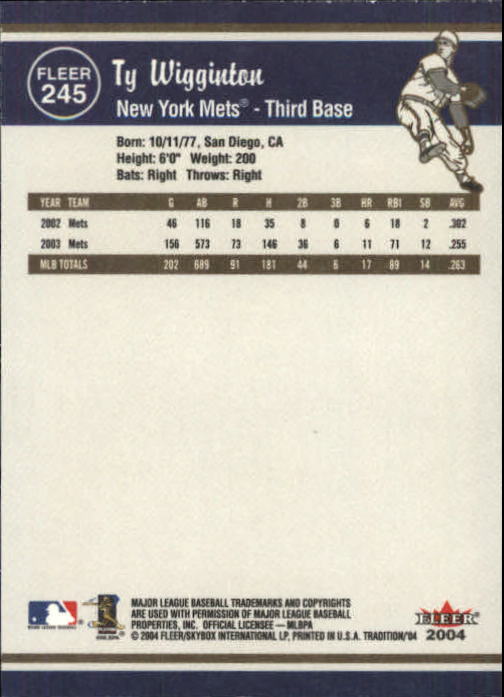 FLEER
245
Ty Wigginton
New York Mets® - Third Base
Born: 10/11/77, San Diego, CA
Height: 6'0" Weight: 200
Bats: Right Throws: Right
YEAR TEAM G AB R H 2B 3B HR RBI SB AVG
2002 Mets 46 116 18 35 8 0 6 18 2 .302
2003 Mets 156 573 73 146 36 6 11 71 12 .255
MLB TOTALS 202 689 91 181 44 6 17 89 14 .263
MAJOR LEAGUE BASEBALL TRADEMARKS AND COPYRIGHTS
ARE USED WITH PERMISSION OF MAJOR LEAGUE BASEBALL
PROPERTIES, INC. OFFICIAL LICENSEE — MLBPA
© 2004 FLEER/SKYBOX INTERNATIONAL LP, PRINTED IN U.S.A. TRADITION/'04
FLEER
2004